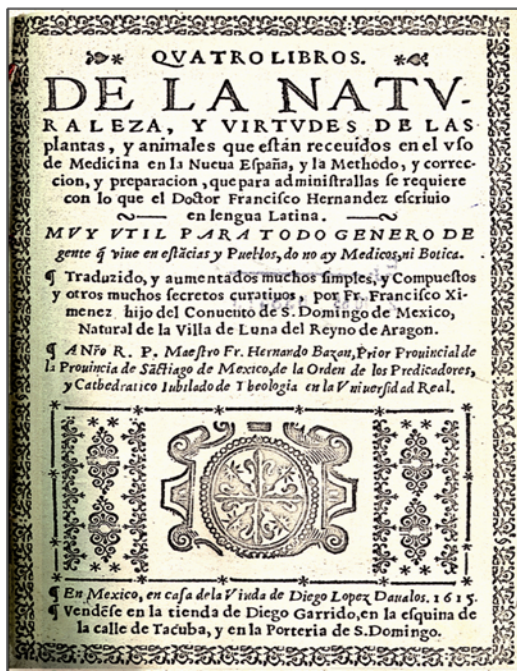 QVATRO LIBROS.
DE LA NATV-
RALEZA, Y VIRTVDES DE LAS
plantas, y animales que están receuidos en el vso
de Medicina en la Nueua España, y la Methodo, y correc-
cion, y preparacion, que para administrallas se requiere
con lo que el Doctor Francisco Hernandez escriuio
en lengua Latina.
MVY VTIL PARA TODO GENERO DE
gente q̃ viue en estãcias y Pueblos, do no ay Medicos, ni Botica.
¶ Traduzido, y aumentados muchos simples, y Compuestos
y otros muchos secretos curatiuos, por Fr. Francisco Xi-
menez hijo del Conuento de S. Domingo de Mexico,
Natural de la Villa de Luna del Reyno de Aragon.
¶ A Nr̃o R. P. Maestro Fr. Hernando Bazan, Prior Prouincial de
la Prouincia de Sãctiago de Mexico, de la Orden de los Predicadores,
y Cathedratico Iubilado de Theologia en la Vniuersidad Real.
¶ En Mexico, en casa de la Viuda de Diego Lopez Daualos. 1615.
¶ Vendẽse en la tienda de Diego Garrido, en la esquina de
la calle de Tacuba, y en la Porteria de S. Domingo.